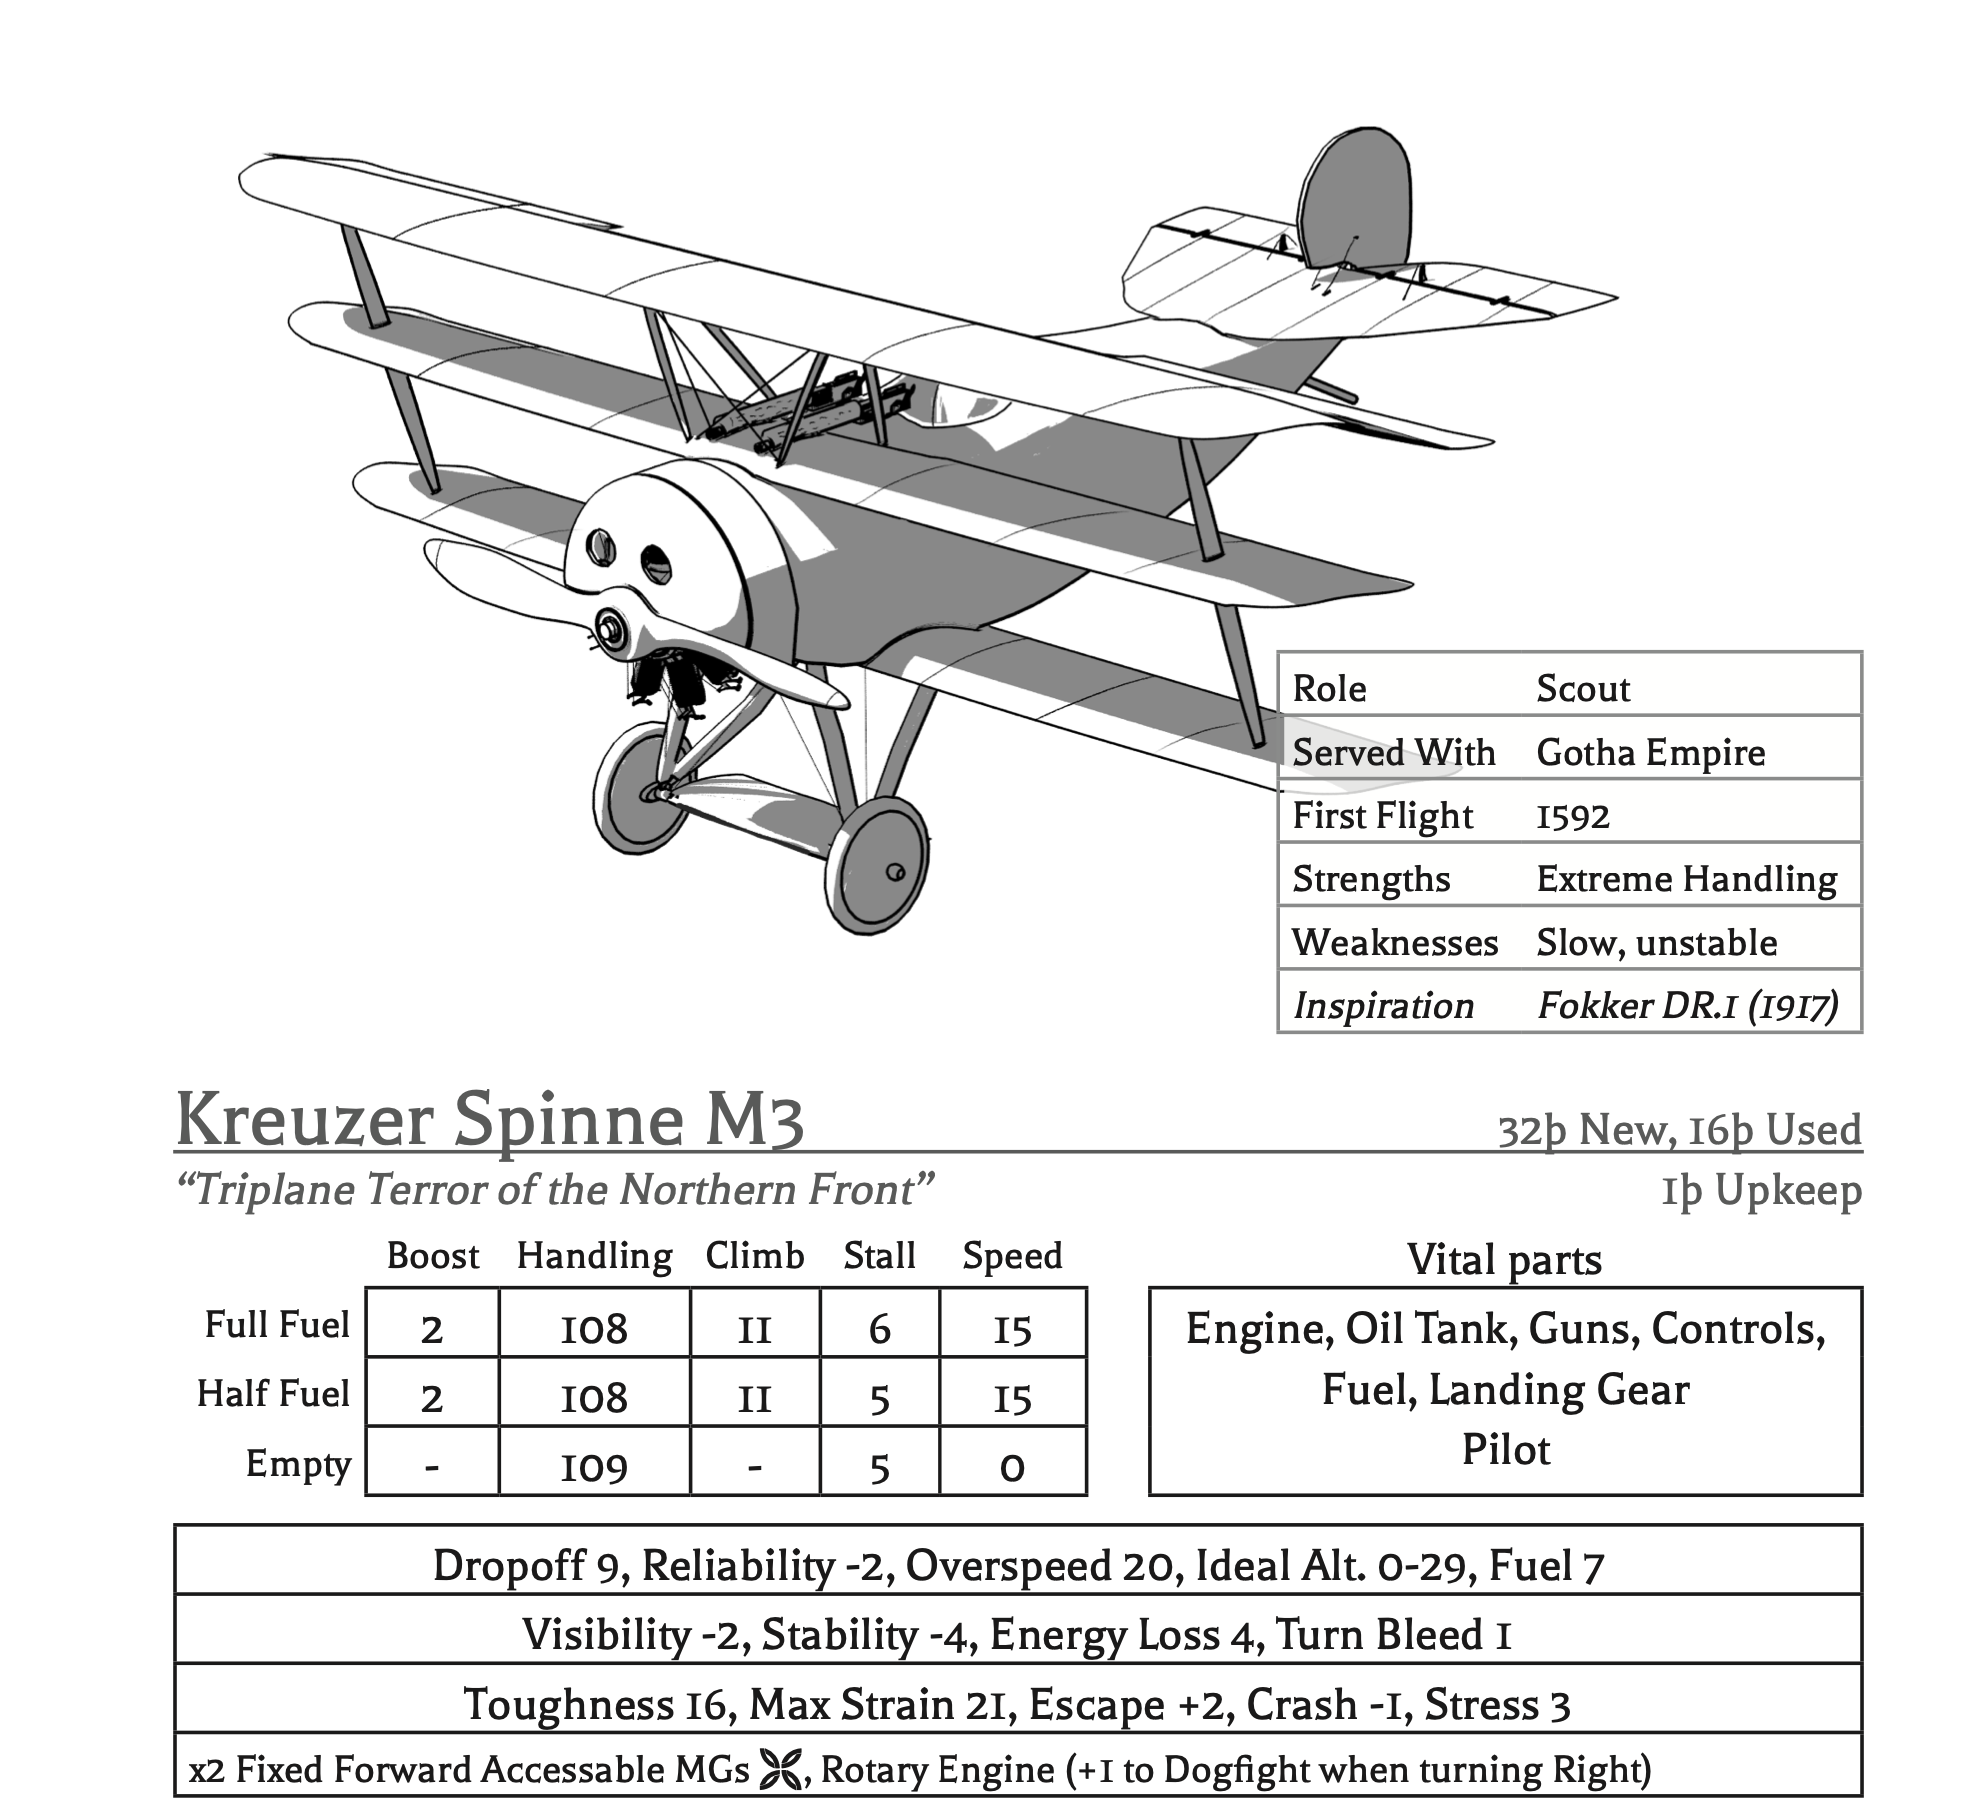 Role Scout
Served With Gotha Empire
First Flight 1592
Strengths Extreme Handling
Weaknesses Slow, unstable
Inspiration Fokker DR.1 (1917)
Kreuzer Spinne M3 32þ New, 16þ Used
“Triplane Terror of the Northern Front” 1þ Upkeep
Boost Handling Climb Stall Speed
Full Fuel 2 108 11 6 15
Half Fuel 2 108 11 5 15
Empty - 109 - 5 0
Vital parts
Engine, Oil Tank, Guns, Controls,
Fuel, Landing Gear
Pilot
Dropoff 9, Reliability -2, Overspeed 20, Ideal Alt. 0-29, Fuel 7
Visibility -2, Stability -4, Energy Loss 4, Turn Bleed 1
Toughness 16, Max Strain 21, Escape +2, Crash -1, Stress 3
x2 Fixed Forward Accessable MGs , Rotary Engine (+1 to Dogfight when turning Right)